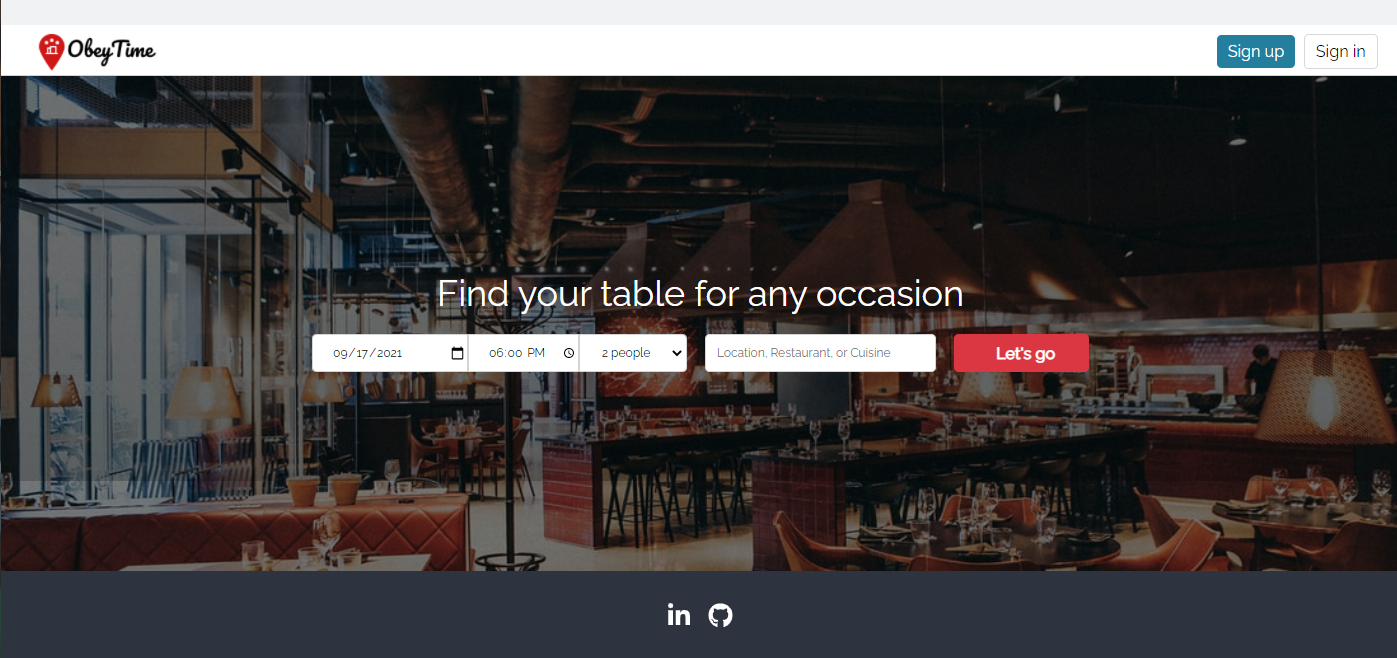 ObeyTime
Sign up
Sign in
Find your table for any occasion
09/17/2021
06:00 PM
2 people
Location, Restaurant, or Cuisine
Let's go
in